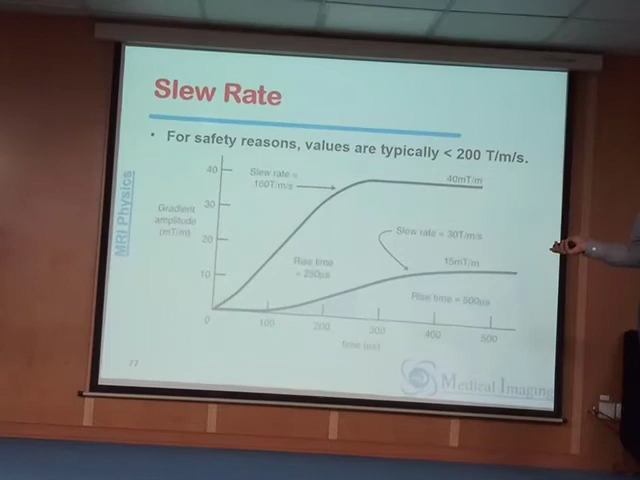 Slew Rate
• For safety reasons, values are typically < 200 T/m/s.
MRI Physics
Slew rate =
160T/m/s
40mT/m
Gradient
amplitude
(mT/m)
40
30
20
10
0
Slew rate = 30T/m/s
15mT/m
Rise time
= 250µs
Rise time = 500µs
100
200
300
400
500
time (µs)
77
Medical Imaging